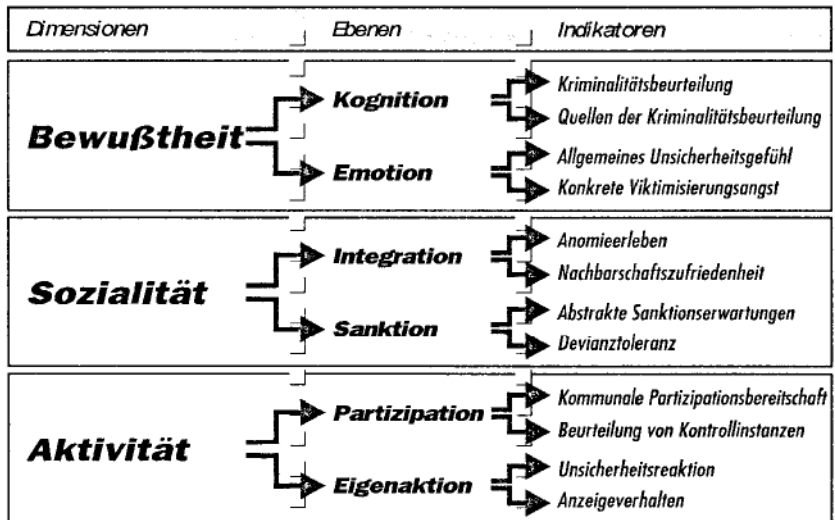 Dimensionen Ebenen Indikatoren
Bewußtheit
Kognition
Kriminalitätsbeurteilung
Quellen der Kriminalitätsbeurteilung
Emotion
Allgemeines Unsicherheitsgefühl
Konkrete Viktimisierungsangst
Sozialität
Integration
Anomieerleben
Nachbarschaftszufriedenheit
Sanktion
Abstrakte Sanktionserwartungen
Devianztoleranz
Aktivität
Partizipation
Kommunale Partizipationsbereitschaft
Beurteilung von Kontrollinstanzen
Eigenaktion
Unsicherheitsreaktion
Anzeigeverhalten